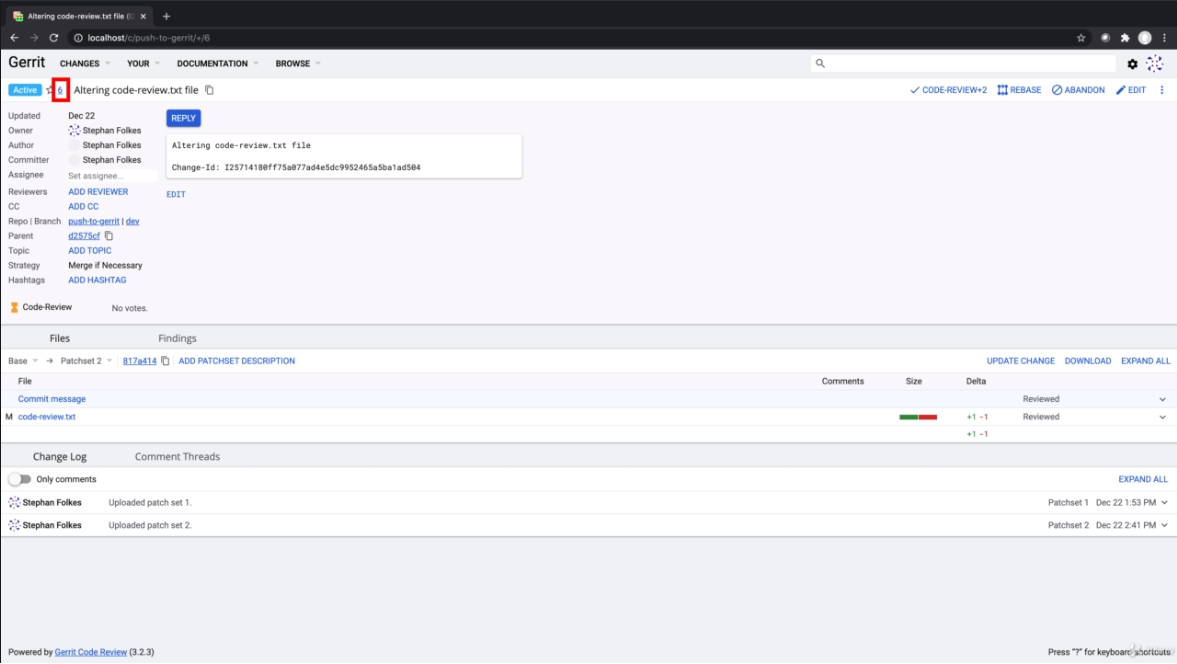 Altering code-review.txt file (
localhost/c/push-to-gerrit/+/6
Gerrit CHANGES YOUR DOCUMENTATION BROWSE
Active 6 Altering code-review.txt file CODE-REVIEW+2 REBASE ABANDON EDIT
Updated Dec 22 REPLY
Owner Stephan Folkes
Author Stephan Folkes Altering code-review.txt file
Committer Stephan Folkes
Change-Id: I25714180ff75a077ad4e5dc9952465a5ba1ad504
Assignee Set assignee...
Reviewers ADD REVIEWER EDIT
CC ADD CC
Repo | Branch push-to-gerrit | dev
Parent d2575cf
Topic ADD TOPIC
Strategy Merge if Necessary
Hashtags ADD HASHTAG
Code-Review No votes.
Files Findings
Base → Patchset 2 817a414 ADD PATCHSET DESCRIPTION UPDATE CHANGE DOWNLOAD EXPAND ALL
File Comments Size Delta
Commit message Reviewed
M code-review.txt +1 -1 Reviewed
+1 -1
Change Log Comment Threads
Only comments EXPAND ALL
Stephan Folkes Uploaded patch set 1. Patchset 1 Dec 22 1:53 PM
Stephan Folkes Uploaded patch set 2. Patchset 2 Dec 22 2:41 PM
Powered by Gerrit Code Review (3.2.3) Press "?" for keyboard shortcuts